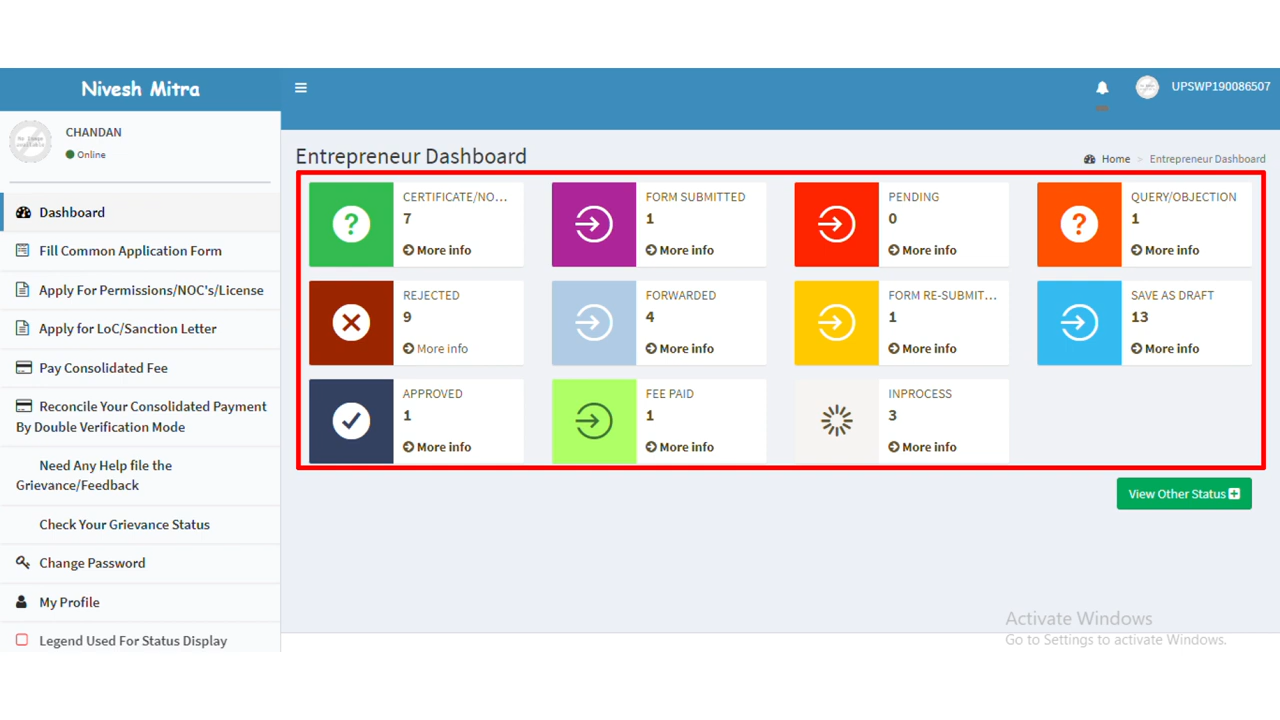 Nivesh Mitra
UPSWP190086507
CHANDAN
Online
Dashboard
Fill Common Application Form
Apply For Permissions/NOC's/License
Apply for LoC/Sanction Letter
Pay Consolidated Fee
Reconcile Your Consolidated Payment
By Double Verification Mode
Need Any Help file the
Grievance/Feedback
Check Your Grievance Status
Change Password
My Profile
Legend Used For Status Display
Entrepreneur Dashboard
Home > Entrepreneur Dashboard
CERTIFICATE/NO...
7
More info
FORM SUBMITTED
1
More info
PENDING
0
More info
QUERY/OBJECTION
1
More info
REJECTED
9
More info
FORWARDED
4
More info
FORM RE-SUBMIT...
1
More info
SAVE AS DRAFT
13
More info
APPROVED
1
More info
FEE PAID
1
More info
INPROCESS
3
More info
View Other Status
Activate Windows
Go to Settings to activate Windows.